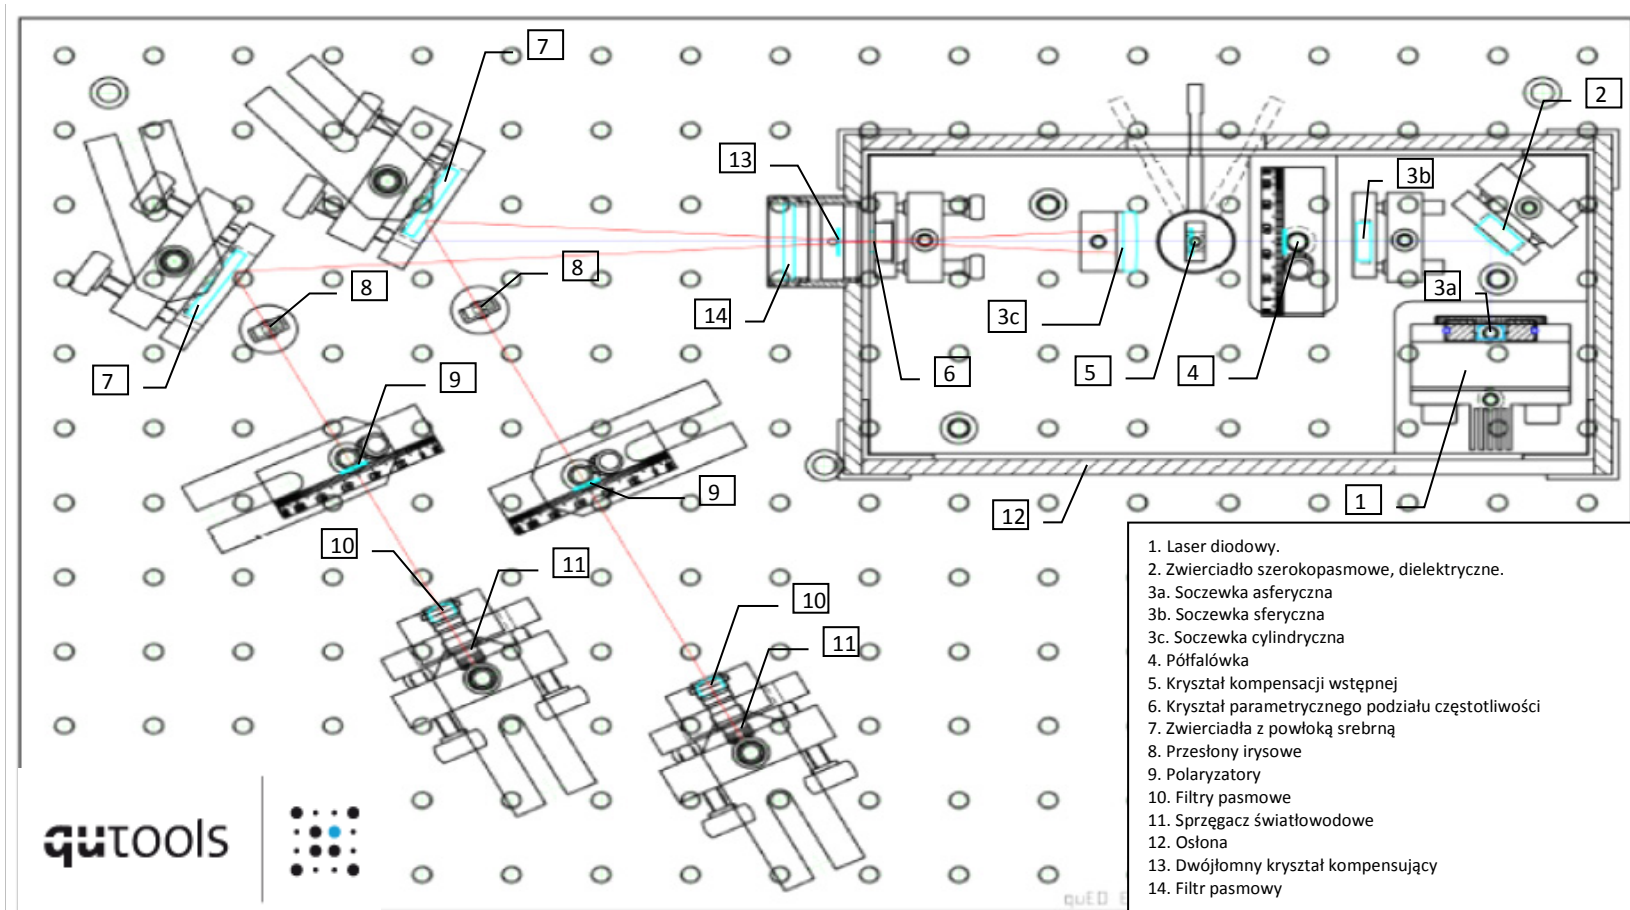 7
2
13
3b
8
8
3a
14
3c
7
9
6
5
4
9
1
12
10
11
10
11
1. Laser diodowy.
2. Zwierciadło szerokopasmowe, dielektryczne.
3a. Soczewka asferyczna
3b. Soczewka sferyczna
3c. Soczewka cylindryczna
4. Półfalówka
5. Kryształ kompensacji wstępnej
6. Kryształ parametrycznego podziału częstotliwości
7. Zwierciadła z powłoką srebrną
8. Przesłony irysowe
9. Polaryzatory
10. Filtry pasmowe
11. Sprzęgacz światłowodowe
12. Osłona
13. Dwójłomny kryształ kompensujący
14. Filtr pasmowy
qutools
quED